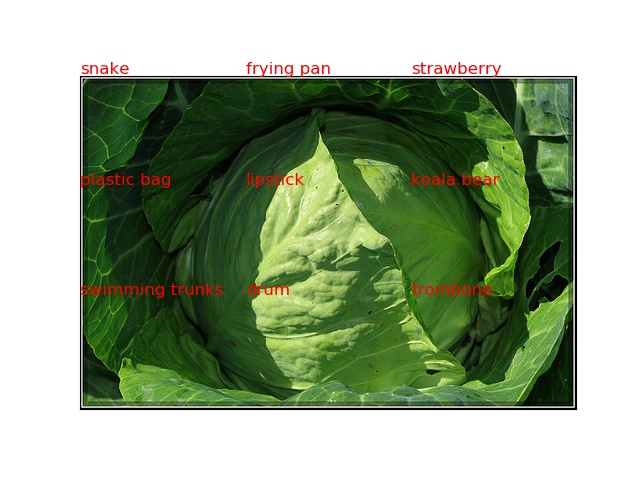 snake frying pan strawberry
plastic bag lipstick koala bear
swimming trunks drum trombone